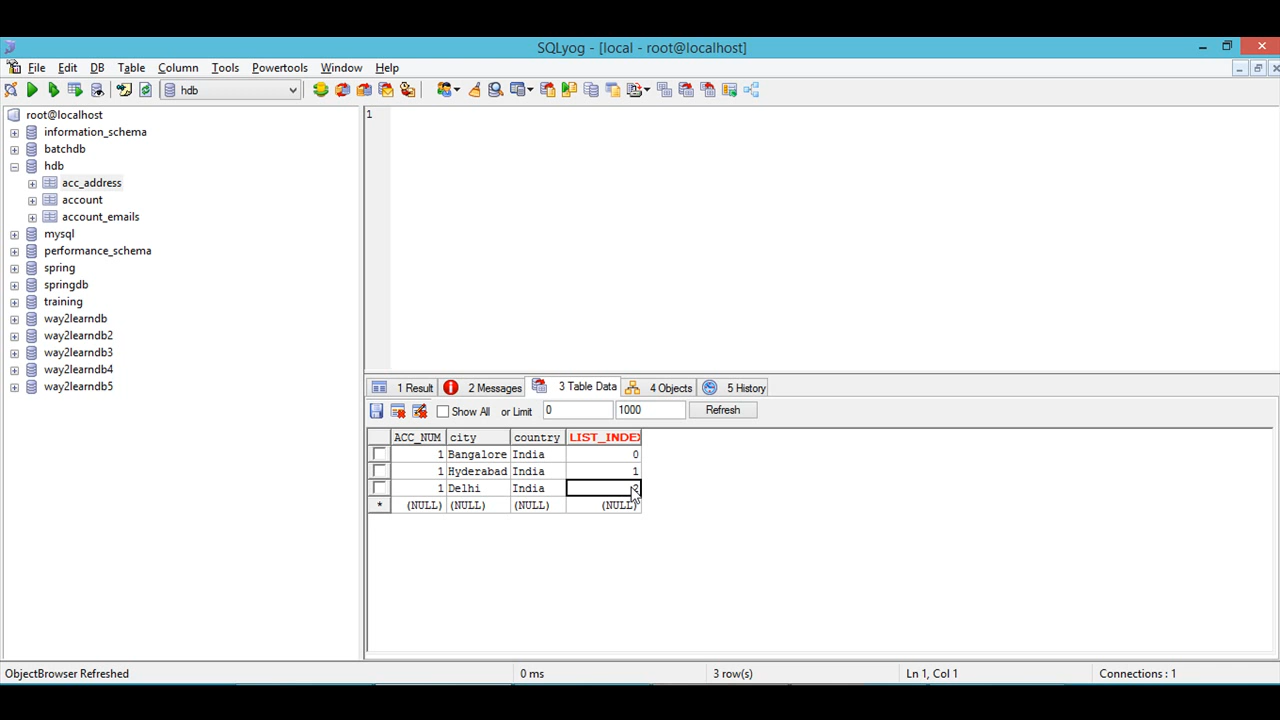 SQLyog - [local - root@localhost]
File Edit DB Table Column Tools Powertools Window Help
hdb
root@localhost
information_schema
batchdb
hdb
acc_address
account
account_emails
mysql
performance_schema
spring
springdb
training
way2learndb
way2learndb2
way2learndb3
way2learndb4
way2learndb5
1
1 Result 2 Messages 3 Table Data 4 Objects 5 History
Show All or Limit 0 1000 Refresh
ACC_NUM city country LIST_INDEX
1 Bangalore India 0
1 Hyderabad India 1
1 Delhi India 2
* (NULL) (NULL) (NULL) (NULL)
ObjectBrowser Refreshed 0 ms 3 row(s) Ln 1, Col 1 Connections : 1